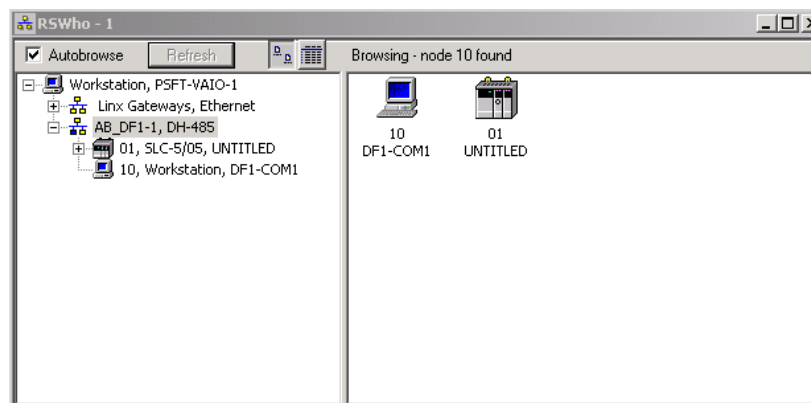 RSWho - 1
Autobrowse Refresh Browsing - node 10 found
Workstation, PSFT-VAIO-1
Linx Gateways, Ethernet
AB_DF1-1, DH-485
01, SLC-5/05, UNTITLED
10, Workstation, DF1-COM1
10
DF1-COM1
01
UNTITLED